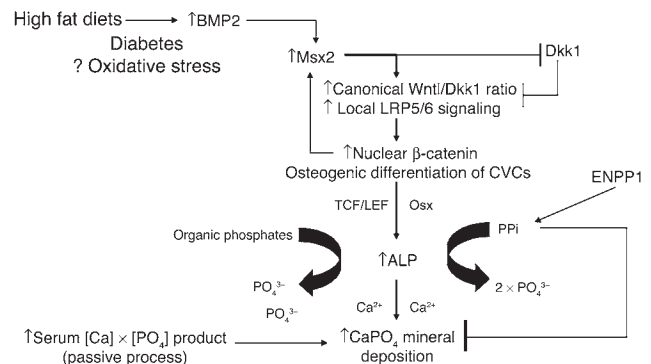 High fat diets
↑BMP2
Diabetes
? Oxidative stress
↑Msx2
Dkk1
↑Canonical Wnt/Dkk1 ratio
↑ Local LRP5/6 signaling
↑Nuclear β-catenin
Osteogenic differentiation of CVCs
ENPP1
TCF/LEF
Osx
Organic phosphates
PPi
↑ALP
PO₄³⁻
2 × PO₄³⁻
PO₄³⁻
Ca²⁺
Ca²⁺
↑Serum [Ca] × [PO₄] product
(passive process)
↑CaPO₄ mineral
deposition